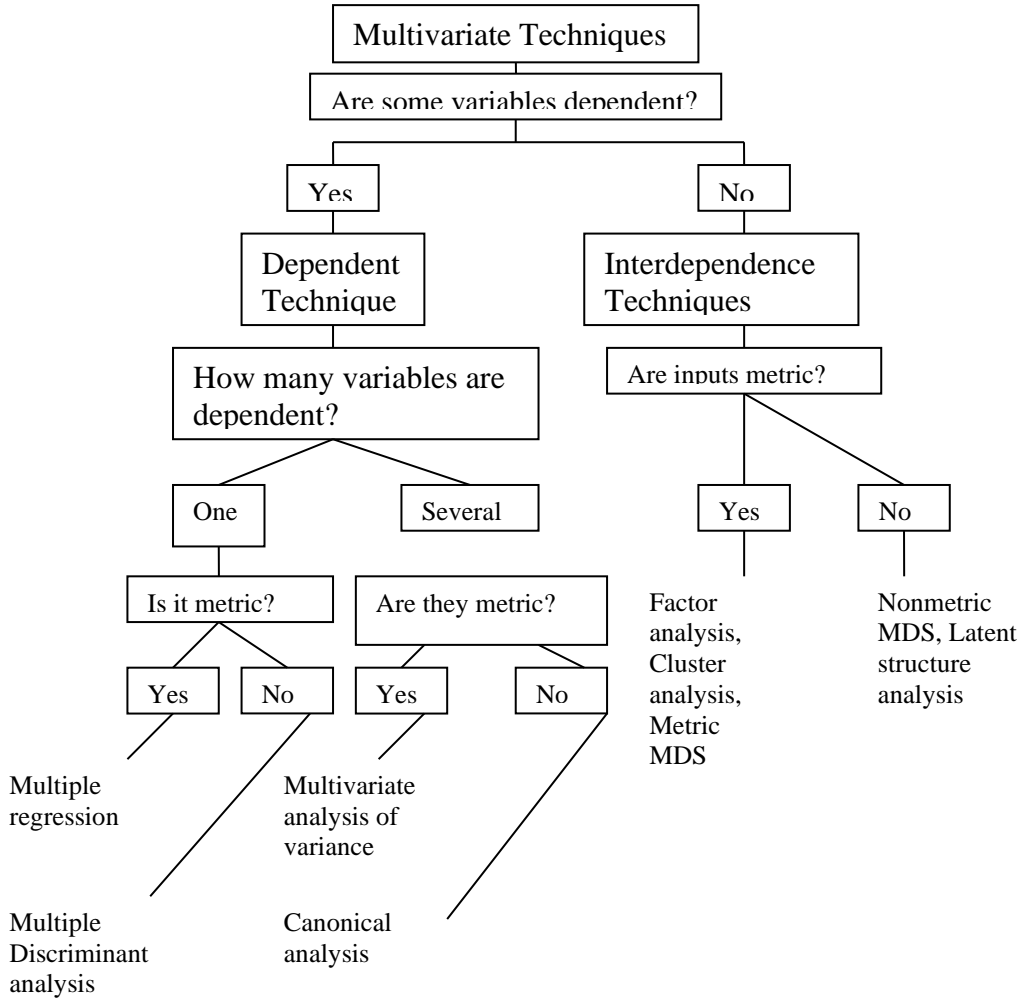 Multivariate Techniques
Are some variables dependent?
Yes
No
Dependent
Technique
Interdependence
Techniques
How many variables are
dependent?
Are inputs metric?
One
Several
Yes
No
Is it metric?
Are they metric?
Factor
analysis,
Cluster
analysis,
Metric
MDS
Nonmetric
MDS, Latent
structure
analysis
Yes
No
Yes
No
Multiple
regression
Multivariate
analysis of
variance
Multiple
Discriminant
analysis
Canonical
analysis